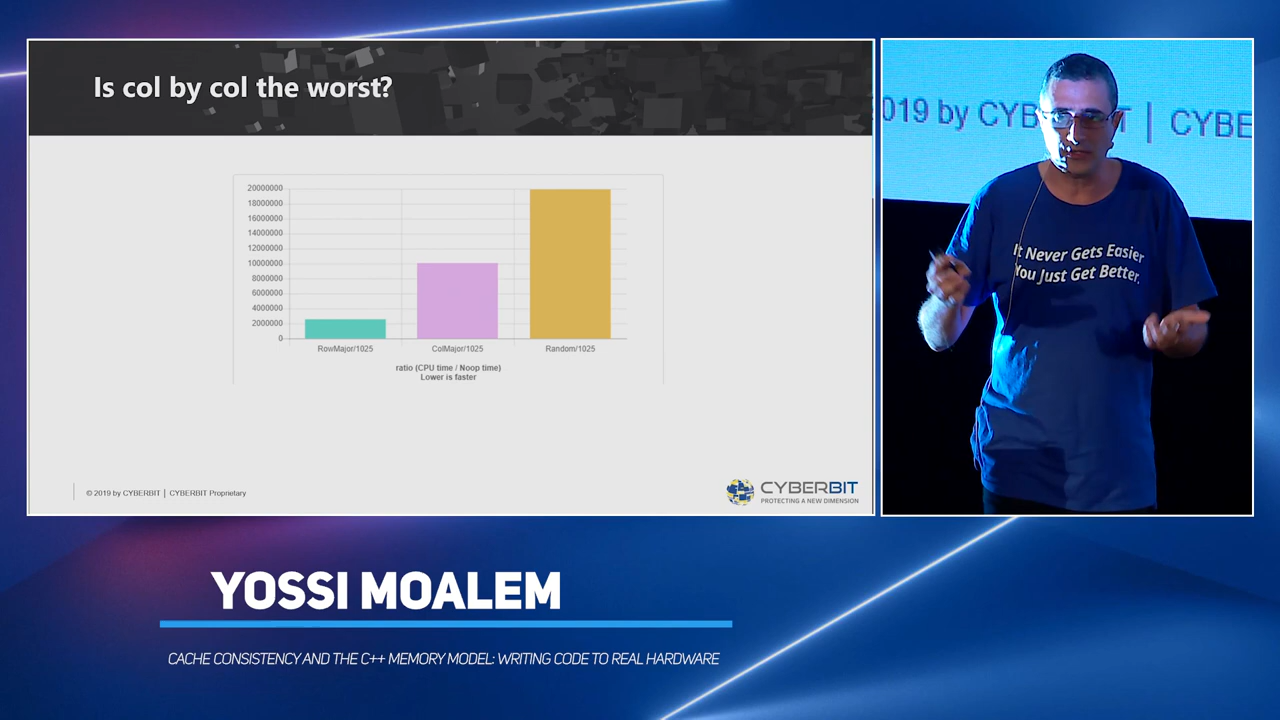 Is col by col the worst?
20000000
18000000
16000000
14000000
12000000
10000000
8000000
6000000
4000000
2000000
0
RowMajor/1025 ColMajor/1025 Random/1025
ratio (CPU time / Noop time)
Lower is faster
© 2019 by CYBERBIT | CYBERBIT Proprietary
CYBERBIT
PROTECTING A NEW DIMENSION
2019 by CYB T | CYBE
It Never Gets Easier
You Just Get Better.
YOSSI MOALEM
CACHE CONSISTENCY AND THE C++ MEMORY MODEL: WRITING CODE TO REAL HARDWARE